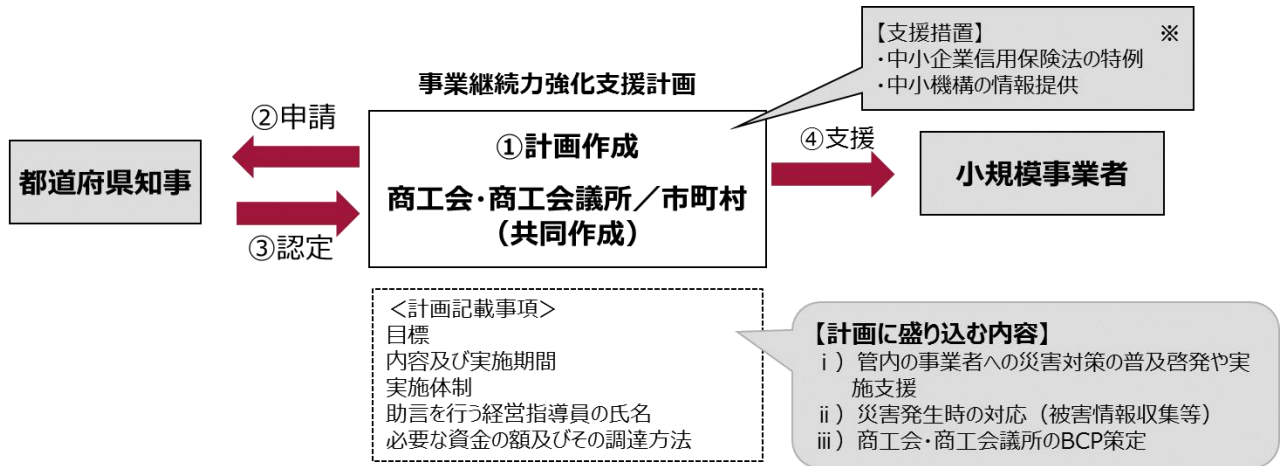 【支援措置】 ※
・中小企業信用保険法の特例
・中小機構の情報提供
事業継続力強化支援計画
②申請
①計画作成
④支援
都道府県知事
商工会・商工会議所／市町村
（共同作成）
小規模事業者
③認定
＜計画記載事項＞
目標
内容及び実施期間
実施体制
助言を行う経営指導員の氏名
必要な資金の額及びその調達方法
【計画に盛り込む内容】
ⅰ）管内の事業者への災害対策の普及啓発や実
施支援
ⅱ）災害発生時の対応（被害情報収集等）
ⅲ）商工会・商工会議所のBCP策定